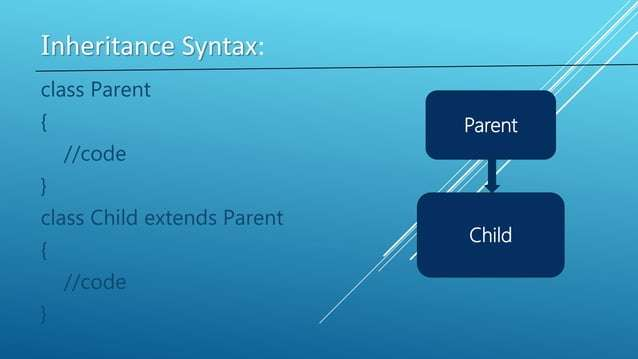 Inheritance Syntax:
class Parent
{
//code
}
class Child extends Parent
{
//code
}
Parent
Child